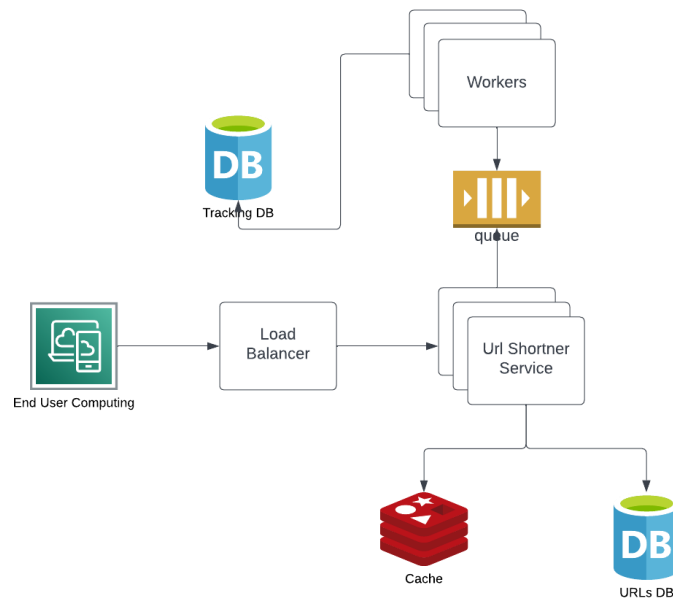 Workers
DB
Tracking DB
queue
Load
Balancer
Url Shortner
Service
End User Computing
Cache
DB
URLs DB